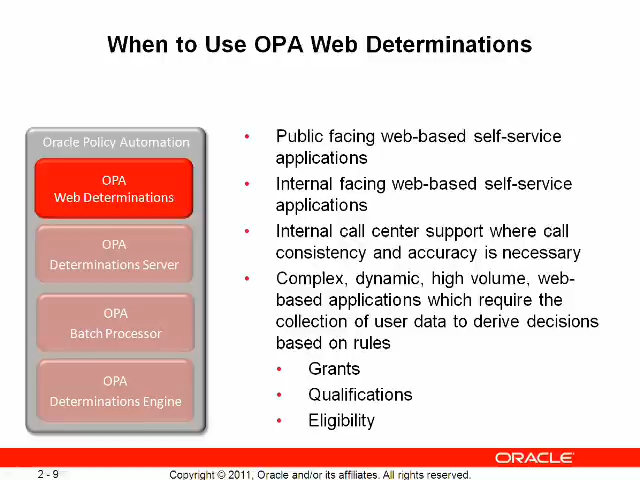 When to Use OPA Web Determinations
Oracle Policy Automation
OPA
Web Determinations
OPA
Determinations Server
OPA
Batch Processor
OPA
Determinations Engine
• Public facing web-based self-service
applications
• Internal facing web-based self-service
applications
• Internal call center support where call
consistency and accuracy is necessary
• Complex, dynamic, high volume, web-
based applications which require the
collection of user data to derive decisions
based on rules
• Grants
• Qualifications
• Eligibility
ORACLE
2 - 9
Copyright © 2011, Oracle and/or its affiliates. All rights reserved.